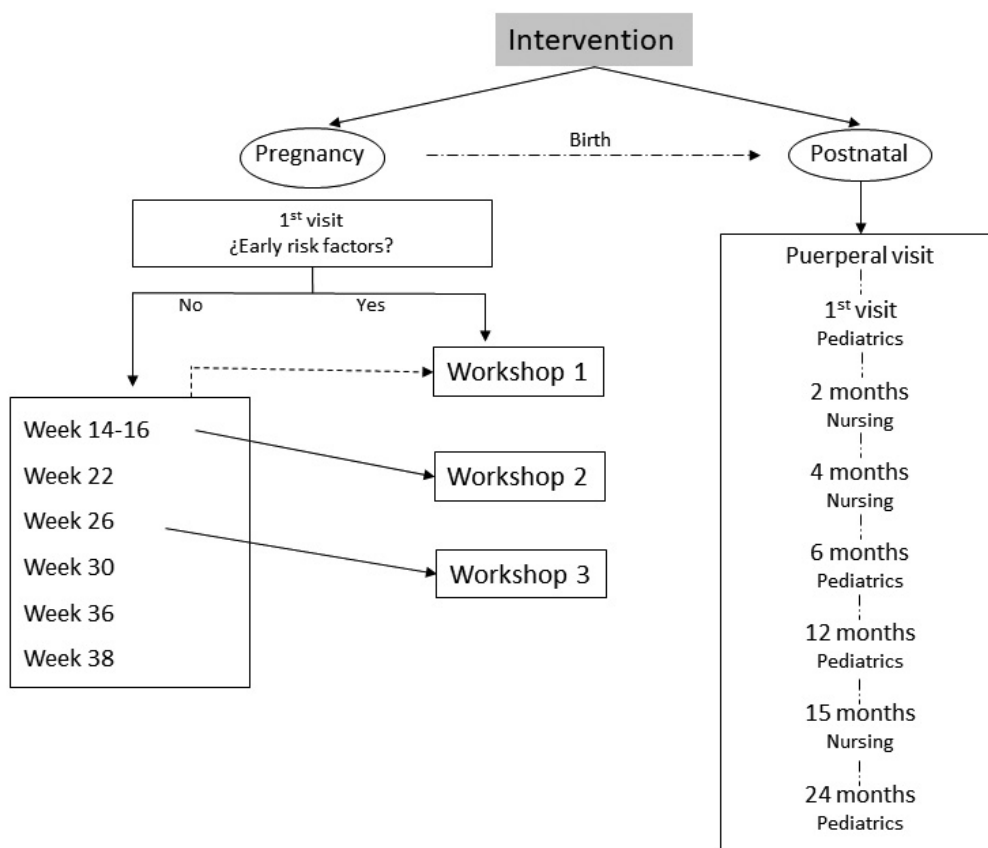 Intervention
Pregnancy
Birth
Postnatal
1st visit
¿Early risk factors?
No
Yes
Workshop 1
Week 14-16
Week 22
Week 26
Week 30
Week 36
Week 38
Workshop 2
Workshop 3
Puerperal visit
1st visit
Pediatrics
2 months
Nursing
4 months
Nursing
6 months
Pediatrics
12 months
Pediatrics
15 months
Nursing
24 months
Pediatrics